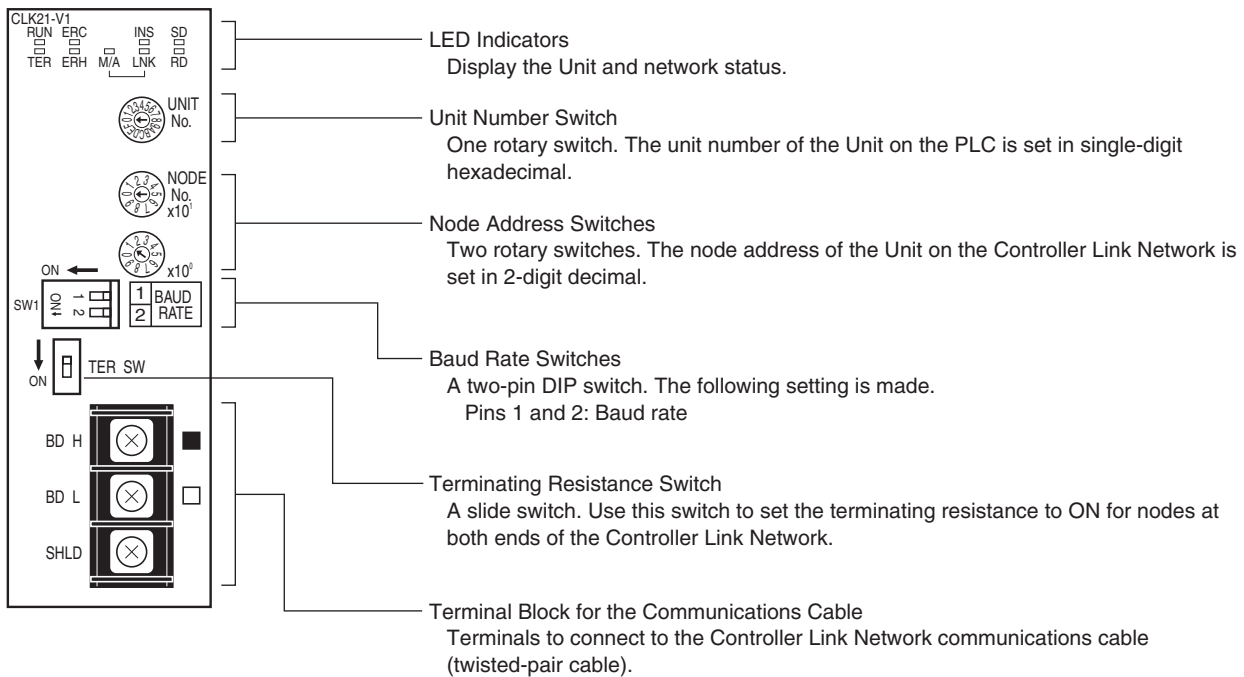 CLK21-V1
RUN ERC INS SD
TER ERH M/A LNK RD
UNIT
No.
NODE
No.
x10¹
x10⁰
ON
SW1
ON
1
2
1 BAUD
2 RATE
ON
TER SW
BD H
BD L
SHLD
LED Indicators
Display the Unit and network status.
Unit Number Switch
One rotary switch. The unit number of the Unit on the PLC is set in single-digit
hexadecimal.
Node Address Switches
Two rotary switches. The node address of the Unit on the Controller Link Network is
set in 2-digit decimal.
Baud Rate Switches
A two-pin DIP switch. The following setting is made.
Pins 1 and 2: Baud rate
Terminating Resistance Switch
A slide switch. Use this switch to set the terminating resistance to ON for nodes at
both ends of the Controller Link Network.
Terminal Block for the Communications Cable
Terminals to connect to the Controller Link Network communications cable
(twisted-pair cable).